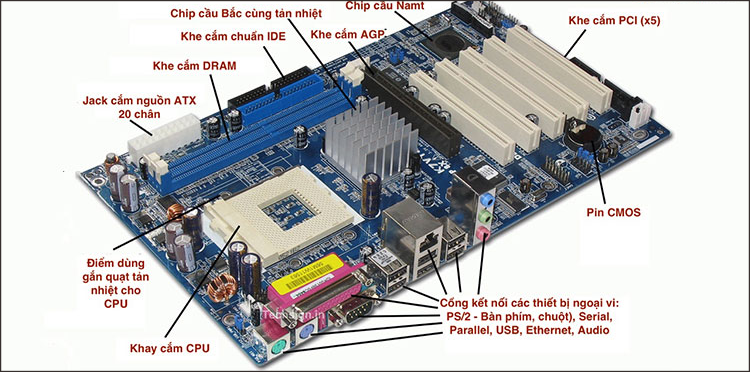 Chip cầu Bắc cùng tản nhiệt
Chip cầu Namt
Khe cắm chuẩn IDE
Khe cắm AGP
Khe cắm PCI (x5)
Khe cắm DRAM
Jack cắm nguồn ATX
20 chân
K7V
Pin CMOS
Điểm dùng
gắn quạt tản
nhiệt cho
CPU
Khay cắm CPU
Techsign.in
Cổng kết nối các thiết bị ngoại vi:
PS/2 - Bàn phím, chuột), Serial,
Parallel, USB, Ethernet, Audio